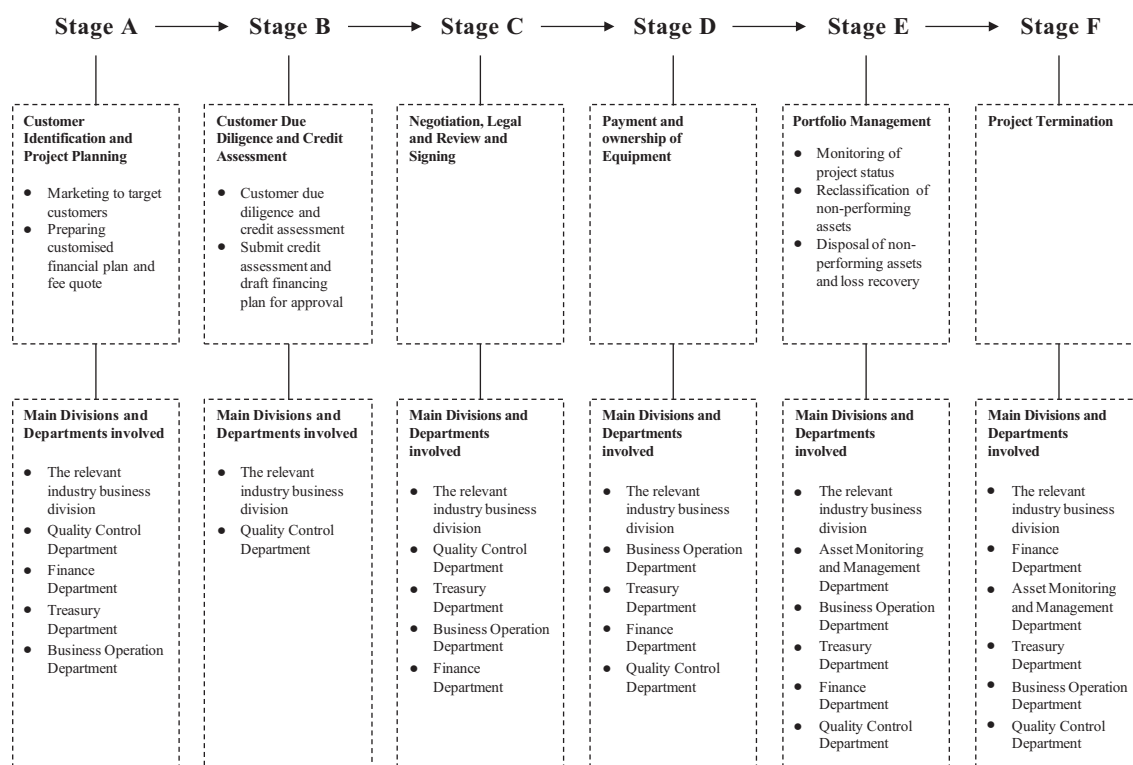 Stage A
Stage B
Stage C
Stage D
Stage E
Stage F
Customer
Identification and
Project Planning
● Marketing to target
customers
● Preparing
customised
financial plan and
fee quote
Customer Due
Diligence and Credit
Assessment
● Customer due
diligence and
credit assessment
● Submit credit
assessment and
draft financing
plan for approval
Negotiation, Legal
and Review and
Signing
Payment and
ownership of
Equipment
Portfolio Management
● Monitoring of
project status
● Reclassification of
non-performing
assets
● Disposal of non-
performing assets
and loss recovery
Project Termination
Main Divisions and
Departments involved
● The relevant
industry business
division
● Quality Control
Department
● Finance
Department
● Treasury
Department
● Business Operation
Department
Main Divisions and
Departments involved
● The relevant
industry business
division
● Quality Control
Department
Main Divisions and
Departments
involved
● The relevant
industry business
division
● Quality Control
Department
● Treasury
Department
● Business Operation
Department
● Finance
Department
Main Divisions and
Departments
involved
● The relevant
industry business
division
● Business Operation
Department
● Treasury
Department
● Finance
Department
● Quality Control
Department
Main Divisions and
Departments
involved
● The relevant
industry business
division
● Asset Monitoring
and Management
Department
● Business Operation
Department
● Treasury
Department
● Finance
Department
● Quality Control
Department
Main Divisions and
Departments
involved
● The relevant
industry business
division
● Finance
Department
● Asset Monitoring
and Management
Department
● Treasury
Department
● Business Operation
Department
● Quality Control
Department